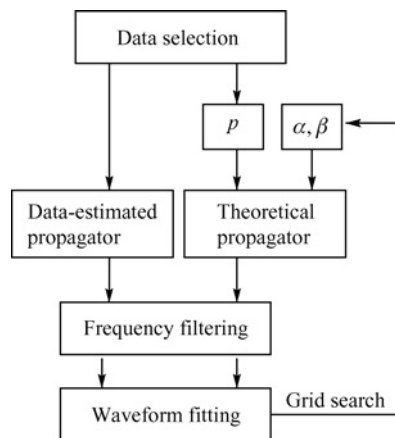 Data selection
p
α, β
Data-estimated
propagator
Theoretical
propagator
Frequency filtering
Grid search
Waveform fitting